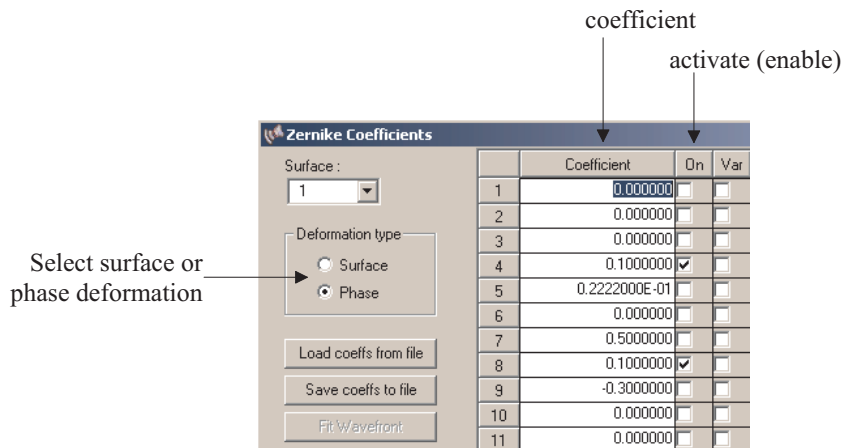 coefficient
activate (enable)
Zernike Coefficients
Surface :
1
Deformation type
Surface
Phase
Select surface or
phase deformation
Load coeffs from file
Save coeffs to file
Fit Wavefront
Coefficient On Var
1 0.000000
2 0.000000
3 0.000000
4 0.1000000
5 0.2222000E-01
6 0.000000
7 0.5000000
8 0.1000000
9 -0.3000000
10 0.000000
11 0.000000